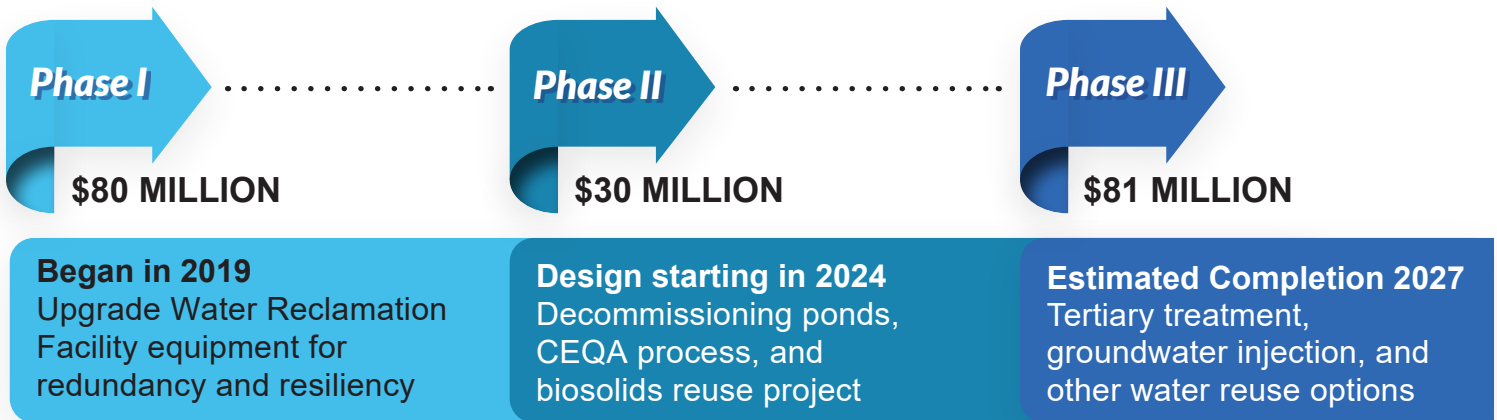 Phase I
$80 MILLION
Began in 2019
Upgrade Water Reclamation
Facility equipment for
redundancy and resiliency
Phase II
$30 MILLION
Design starting in 2024
Decommissioning ponds,
CEQA process, and
biosolids reuse project
Phase III
$81 MILLION
Estimated Completion 2027
Tertiary treatment,
groundwater injection, and
other water reuse options